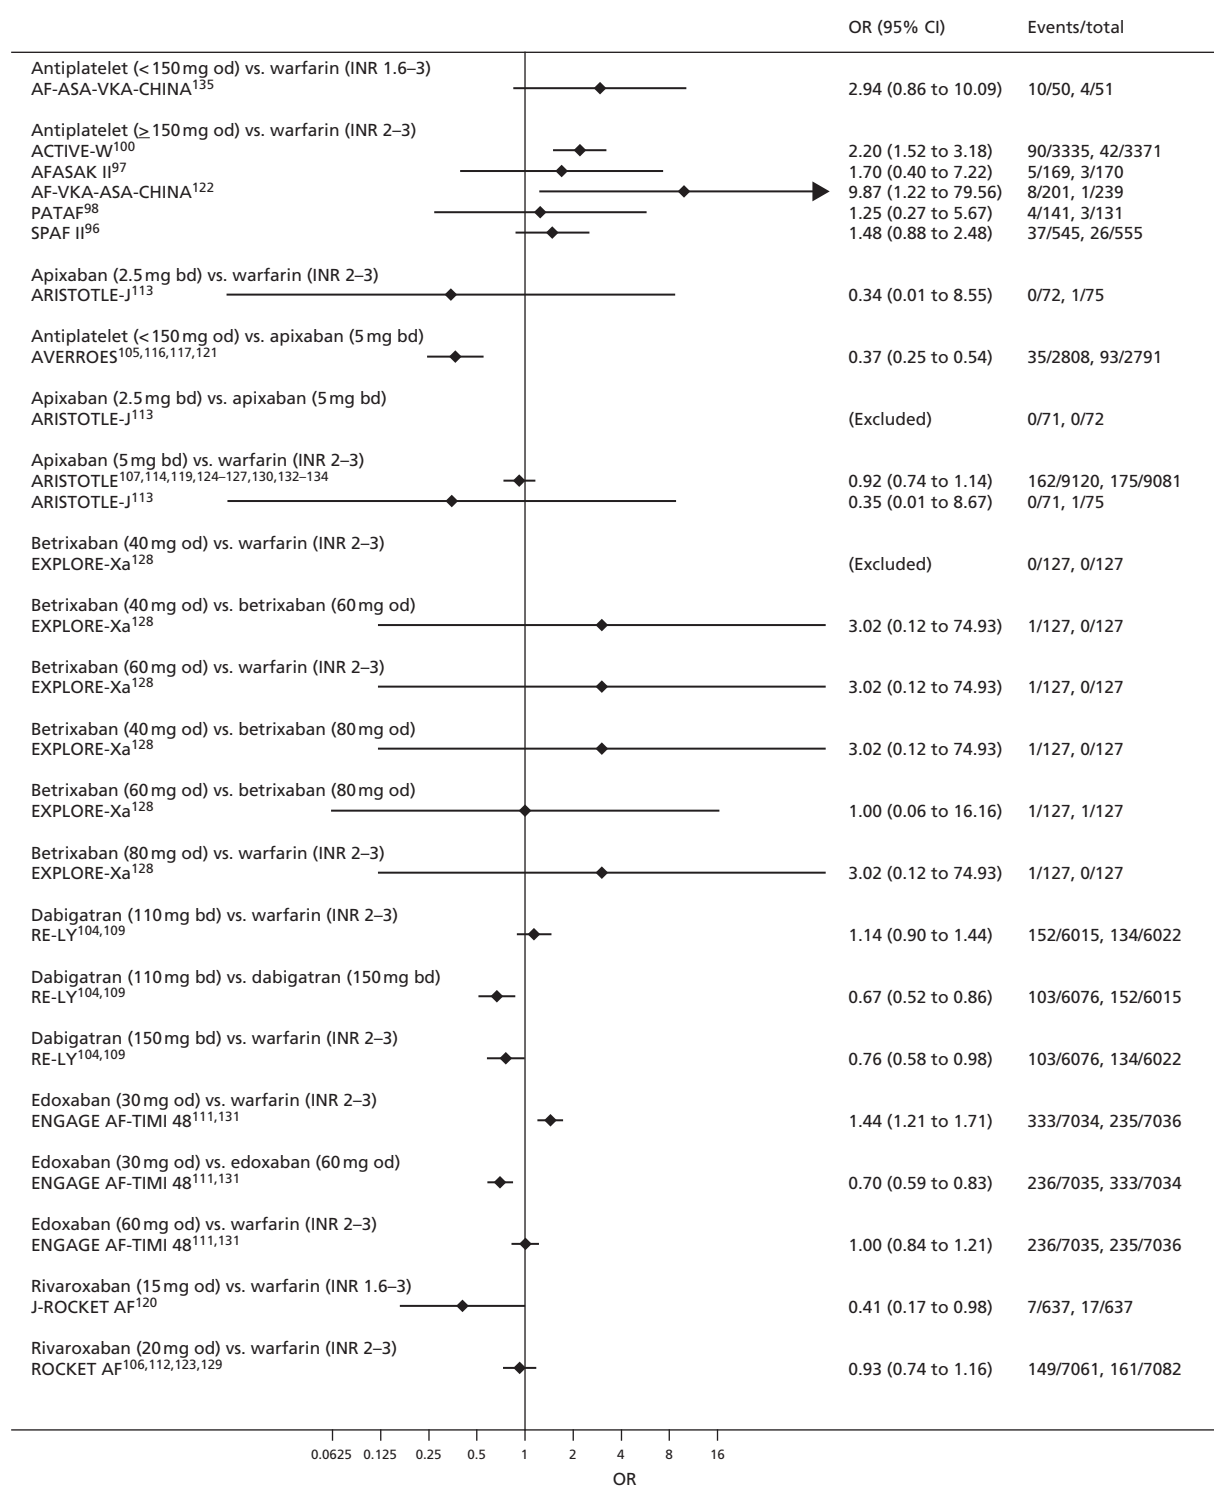 OR (95% CI) Events/total
Antiplatelet (<150 mg od) vs. warfarin (INR 1.6–3)
AF-ASA-VKA-CHINA135 2.94 (0.86 to 10.09) 10/50, 4/51
Antiplatelet (≥150 mg od) vs. warfarin (INR 2–3)
ACTIVE-W100 2.20 (1.52 to 3.18) 90/3335, 42/3371
AFASAK II97 1.70 (0.40 to 7.22) 5/169, 3/170
AF-VKA-ASA-CHINA122 9.87 (1.22 to 79.56) 8/201, 1/239
PATAF98 1.25 (0.27 to 5.67) 4/141, 3/131
SPAF II96 1.48 (0.88 to 2.48) 37/545, 26/555
Apixaban (2.5 mg bd) vs. warfarin (INR 2–3)
ARISTOTLE-J113 0.34 (0.01 to 8.55) 0/72, 1/75
Antiplatelet (<150 mg od) vs. apixaban (5 mg bd)
AVERROES105,116,117,121 0.37 (0.25 to 0.54) 35/2808, 93/2791
Apixaban (2.5 mg bd) vs. apixaban (5 mg bd)
ARISTOTLE-J113 (Excluded) 0/71, 0/72
Apixaban (5 mg bd) vs. warfarin (INR 2–3)
ARISTOTLE107,114,119,124–127,130,132–134 0.92 (0.74 to 1.14) 162/9120, 175/9081
ARISTOTLE-J113 0.35 (0.01 to 8.67) 0/71, 1/75
Betrixaban (40 mg od) vs. warfarin (INR 2–3)
EXPLORE-Xa128 (Excluded) 0/127, 0/127
Betrixaban (40 mg od) vs. betrixaban (60 mg od)
EXPLORE-Xa128 3.02 (0.12 to 74.93) 1/127, 0/127
Betrixaban (60 mg od) vs. warfarin (INR 2–3)
EXPLORE-Xa128 3.02 (0.12 to 74.93) 1/127, 0/127
Betrixaban (40 mg od) vs. betrixaban (80 mg od)
EXPLORE-Xa128 3.02 (0.12 to 74.93) 1/127, 0/127
Betrixaban (60 mg od) vs. betrixaban (80 mg od)
EXPLORE-Xa128 1.00 (0.06 to 16.16) 1/127, 1/127
Betrixaban (80 mg od) vs. warfarin (INR 2–3)
EXPLORE-Xa128 3.02 (0.12 to 74.93) 1/127, 0/127
Dabigatran (110 mg bd) vs. warfarin (INR 2–3)
RE-LY104,109 1.14 (0.90 to 1.44) 152/6015, 134/6022
Dabigatran (110 mg bd) vs. dabigatran (150 mg bd)
RE-LY104,109 0.67 (0.52 to 0.86) 103/6076, 152/6015
Dabigatran (150 mg bd) vs. warfarin (INR 2–3)
RE-LY104,109 0.76 (0.58 to 0.98) 103/6076, 134/6022
Edoxaban (30 mg od) vs. warfarin (INR 2–3)
ENGAGE AF-TIMI 48111,131 1.44 (1.21 to 1.71) 333/7034, 235/7036
Edoxaban (30 mg od) vs. edoxaban (60 mg od)
ENGAGE AF-TIMI 48111,131 0.70 (0.59 to 0.83) 236/7035, 333/7034
Edoxaban (60 mg od) vs. warfarin (INR 2–3)
ENGAGE AF-TIMI 48111,131 1.00 (0.84 to 1.21) 236/7035, 235/7036
Rivaroxaban (15 mg od) vs. warfarin (INR 1.6–3)
J-ROCKET AF120 0.41 (0.17 to 0.98) 7/637, 17/637
Rivaroxaban (20 mg od) vs. warfarin (INR 2–3)
ROCKET AF106,112,123,129 0.93 (0.74 to 1.16) 149/7061, 161/7082
0.0625 0.125 0.25 0.5 1 2 4 8 16
OR